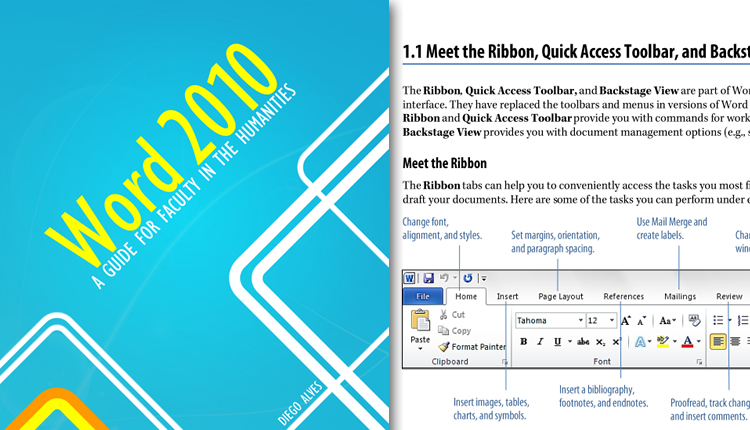 Word 2010
A GUIDE FOR FACULTY IN THE HUMANITIES
DIEGO ALVES
1.1 Meet the Ribbon, Quick Access Toolbar, and Backst
The Ribbon, Quick Access Toolbar, and Backstage View are part of Wor
interface. They have replaced the toolbars and menus in versions of Word
Ribbon and Quick Access Toolbar provide you with commands for work
Backstage View provides you with document management options (e.g., s
Meet the Ribbon
The Ribbon tabs can help you to conveniently access the tasks you most f
draft your documents. Here are some of the tasks you can perform under e
Change font,
alignment, and styles.
Set margins, orientation,
and paragraph spacing.
Use Mail Merge and
create labels.
Cha
win
File Home Insert Page Layout References Mailings Review
Paste
Cut
Copy
Format Painter
Clipboard
Tahoma 12 A A Aa
B I U abc x₂ x² A ab A
Font
Insert images, tables,
charts, and symbols.
Insert a bibliography,
footnotes, and endnotes.
Proofread, track chang
and insert comments.